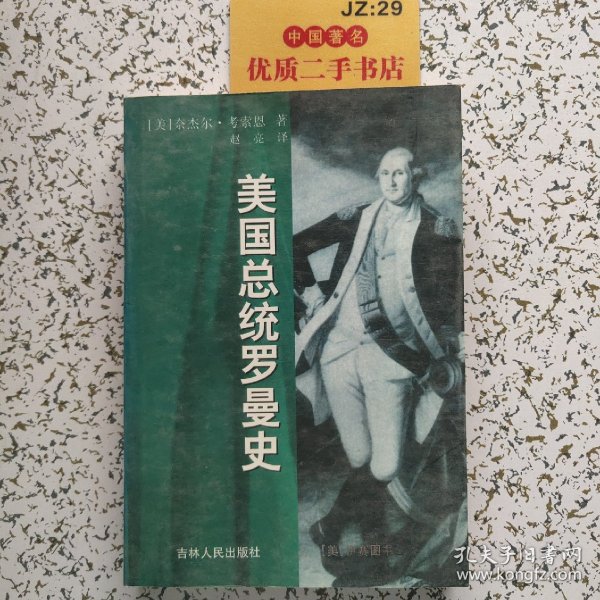 JZ:29
中国著名
优质二手书店
[美]奈杰尔·考索恩 著
赵 亮 译
美国总统罗曼史
吉林人民出版社
孔夫子旧书网
www.kongfz.com